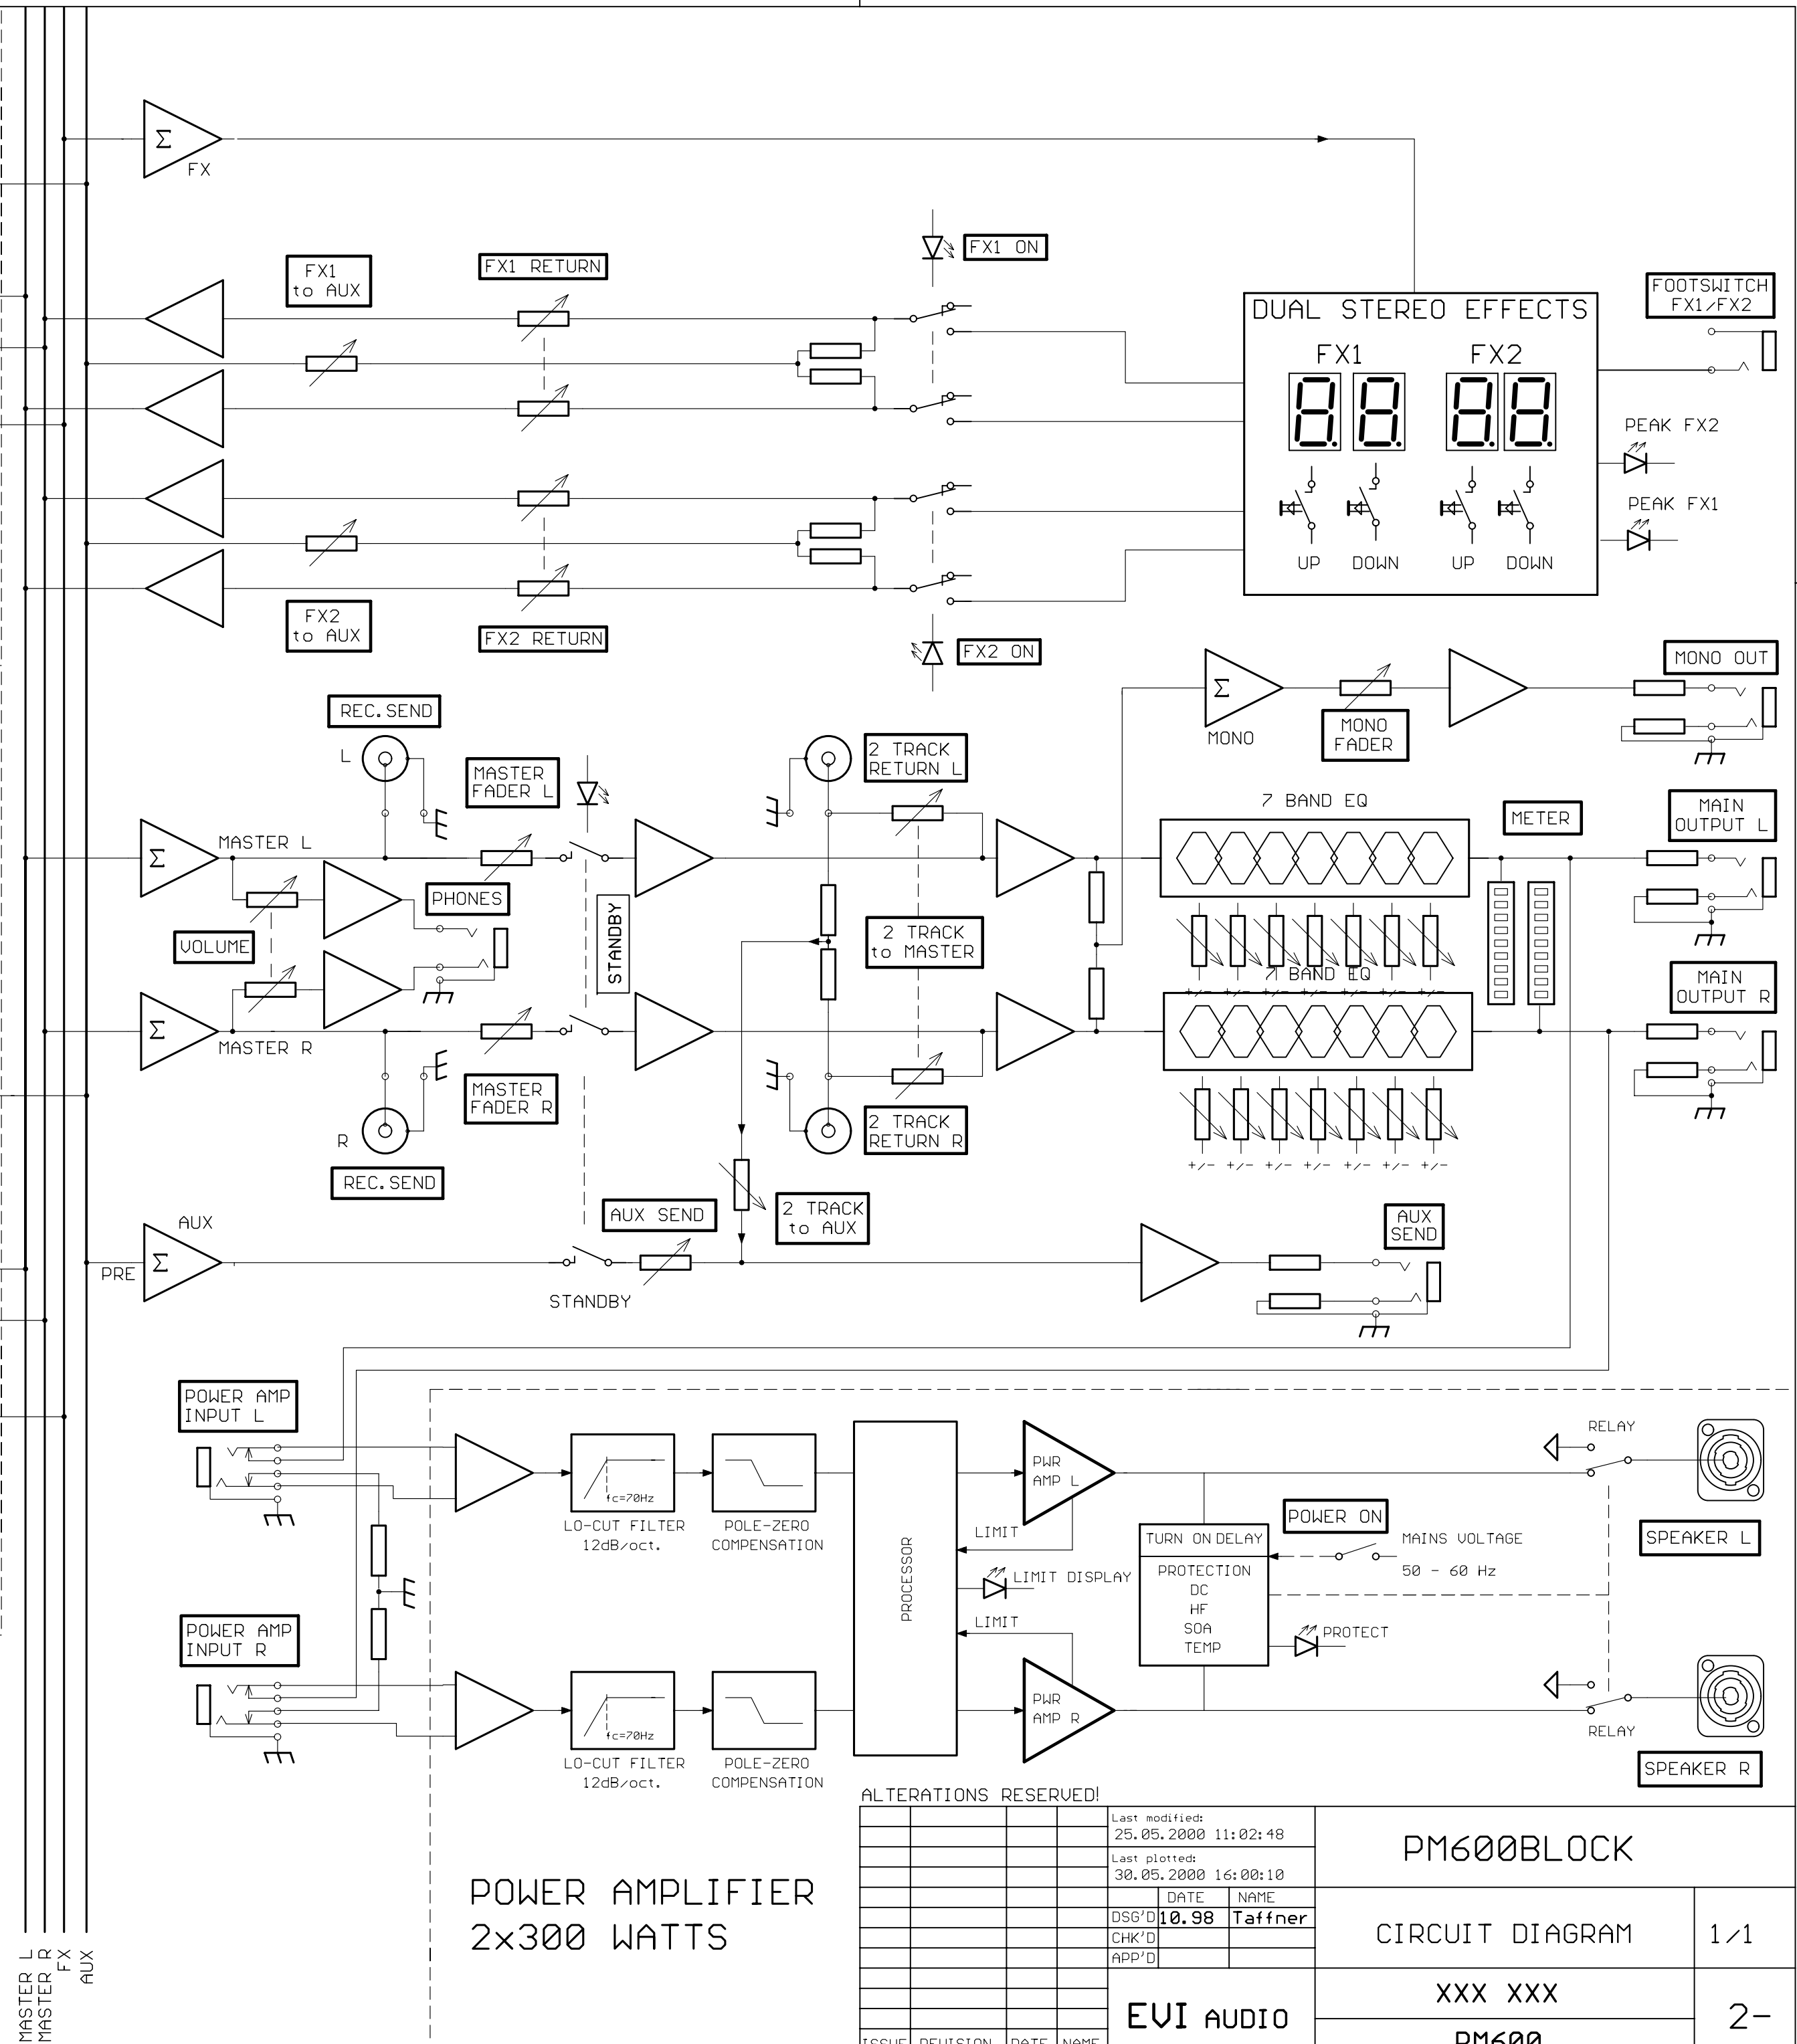 Σ
FX
FX1 ON
FX1
to AUX
FX1 RETURN
FOOTSWITCH
FX1/FX2
DUAL STEREO EFFECTS
FX1 FX2
PEAK FX2
PEAK FX1
UP DOWN UP DOWN
FX2
to AUX
FX2 RETURN
FX2 ON
MONO OUT
Σ
MONO
MONO
FADER
REC.SEND
L
MASTER
FADER L
2 TRACK
RETURN L
7 BAND EQ
METER
MAIN
OUTPUT L
Σ
MASTER L
PHONES
VOLUME
STANDBY
2 TRACK
to MASTER
+/- +/- +/- +/- +/- +/- +/-
7 BAND EQ
MAIN
OUTPUT R
Σ
MASTER R
MASTER
FADER R
R
REC.SEND
2 TRACK
RETURN R
+/- +/- +/- +/- +/- +/- +/-
AUX
PRE
Σ
AUX SEND
2 TRACK
to AUX
AUX
SEND
STANDBY
POWER AMP
INPUT L
fc=70Hz
LO-CUT FILTER
12dB/oct.
POLE-ZERO
COMPENSATION
PROCESSOR
PWR
AMP L
LIMIT
LIMIT DISPLAY
LIMIT
TURN ON DELAY
PROTECTION
DC
HF
SOA
TEMP
POWER ON
MAINS VOLTAGE
50 - 60 Hz
PROTECT
RELAY
SPEAKER L
POWER AMP
INPUT R
fc=70Hz
LO-CUT FILTER
12dB/oct.
POLE-ZERO
COMPENSATION
PWR
AMP R
RELAY
SPEAKER R
ALTERATIONS RESERVED!
POWER AMPLIFIER
2x300 WATTS
MASTER L
MASTER R
FX
AUX
Last modified:
25.05.2000 11:02:48
Last plotted:
30.05.2000 16:00:10
PM600BLOCK
DATE NAME
DSG'D 10.98 Taffner
CHK'D
APP'D
CIRCUIT DIAGRAM 1/1
EVI AUDIO
XXX XXX
2-
PM600
ISSUE REVISION DATE NAME